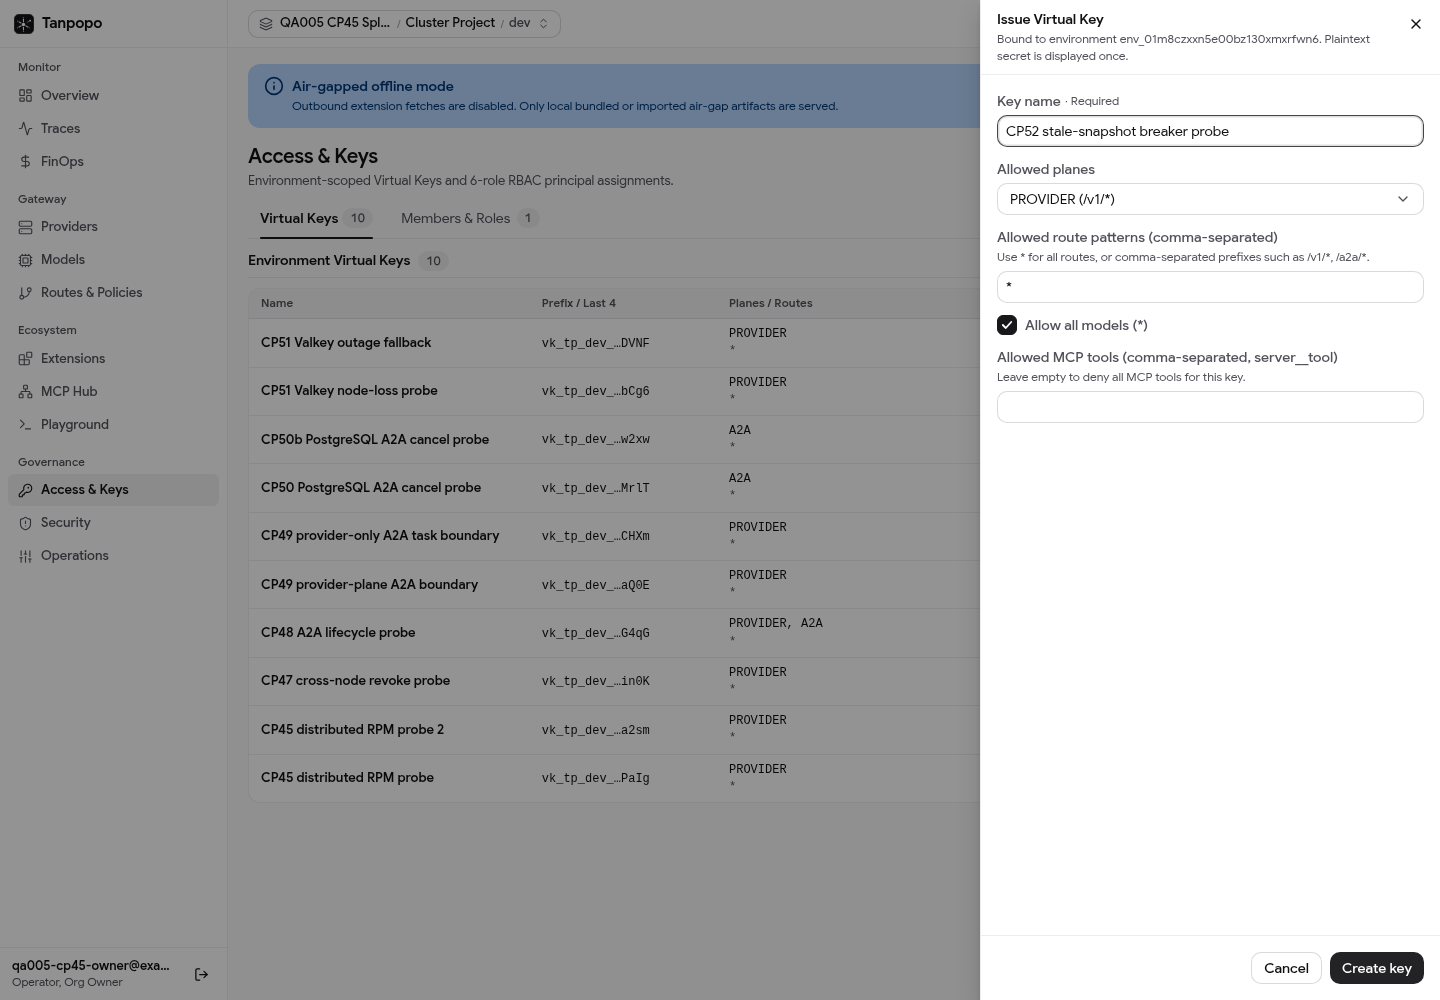 Tanpopo
Monitor
Overview
Traces
FinOps
Gateway
Providers
Models
Routes & Policies
Ecosystem
Extensions
MCP Hub
Playground
Governance
Access & Keys
Security
Operations
qa005-cp45-owner@exa...
Operator, Org Owner
QA005 CP45 Spl... / Cluster Project / dev
Air-gapped offline mode
Outbound extension fetches are disabled. Only local bundled or imported air-gap artifacts are served.
Access & Keys
Environment-scoped Virtual Keys and 6-role RBAC principal assignments.
Virtual Keys 10 Members & Roles 1
Environment Virtual Keys 10
Name Prefix / Last 4 Planes / Routes
CP51 Valkey outage fallback vk_tp_dev_…DVNF PROVIDER
*
CP51 Valkey node-loss probe vk_tp_dev_…bCg6 PROVIDER
*
CP50b PostgreSQL A2A cancel probe vk_tp_dev_…w2xw A2A
*
CP50 PostgreSQL A2A cancel probe vk_tp_dev_…MrlT A2A
*
CP49 provider-only A2A task boundary vk_tp_dev_…CHXm PROVIDER
*
CP49 provider-plane A2A boundary vk_tp_dev_…aQ0E PROVIDER
*
CP48 A2A lifecycle probe vk_tp_dev_…G4qG PROVIDER, A2A
*
CP47 cross-node revoke probe vk_tp_dev_…in0K PROVIDER
*
CP45 distributed RPM probe 2 vk_tp_dev_…a2sm PROVIDER
*
CP45 distributed RPM probe vk_tp_dev_…PaIg PROVIDER
*
Issue Virtual Key
Bound to environment env_01m8czxxn5e00bz130xmxrfwn6. Plaintext
secret is displayed once.
Key name · Required
CP52 stale-snapshot breaker probe
Allowed planes
PROVIDER (/v1/*)
Allowed route patterns (comma-separated)
Use * for all routes, or comma-separated prefixes such as /v1/*, /a2a/*.
*
Allow all models (*)
Allowed MCP tools (comma-separated, server__tool)
Leave empty to deny all MCP tools for this key.
Cancel
Create key